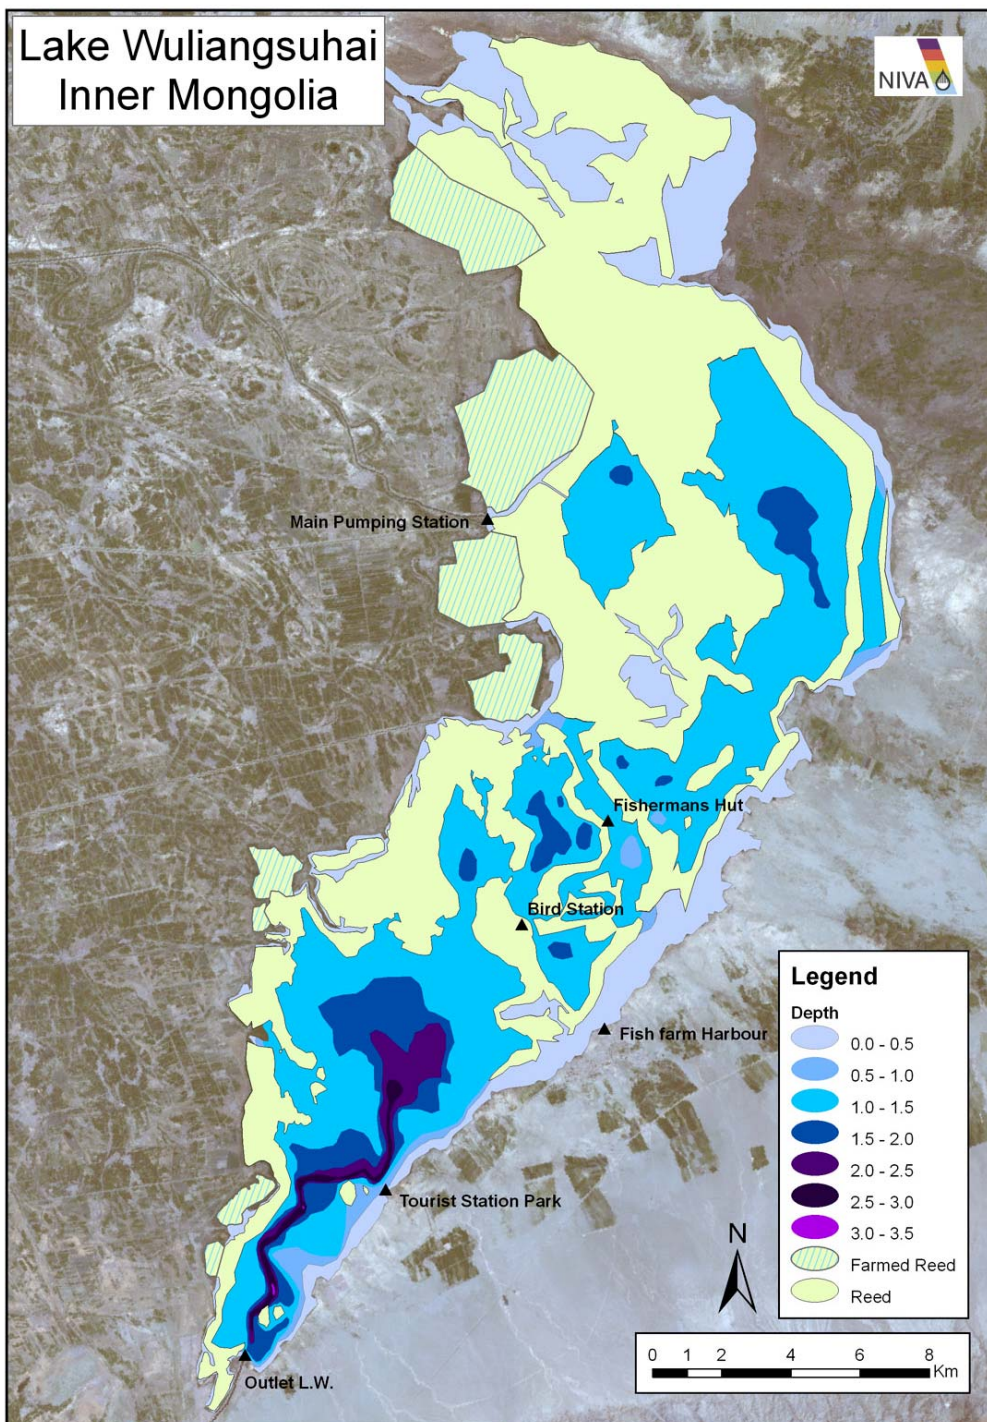 Lake Wuliangsuhai
Inner Mongolia
NIVA
Main Pumping Station
Fishermans Hut
Bird Station
Fish farm Harbour
Tourist Station Park
Outlet L.W.
Legend
Depth
0.0 - 0.5
0.5 - 1.0
1.0 - 1.5
1.5 - 2.0
2.0 - 2.5
2.5 - 3.0
3.0 - 3.5
Farmed Reed
Reed
N
0 1 2 4 6 8
Km